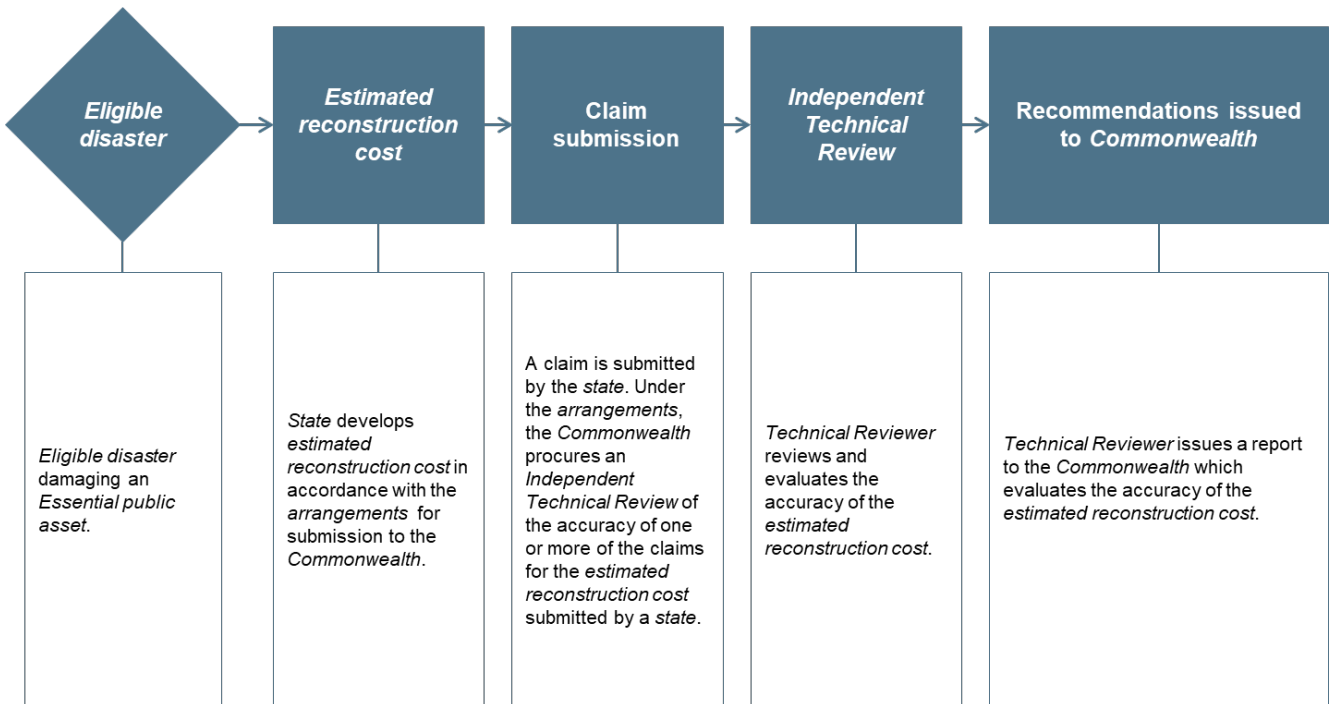 Eligible
disaster
Estimated
reconstruction
cost
Claim
submission
Independent
Technical
Review
Recommendations issued
to Commonwealth
Eligible disaster
damaging an
Essential public
asset.
State develops
estimated
reconstruction cost in
accordance with the
arrangements for
submission to the
Commonwealth.
A claim is submitted
by the state. Under
the arrangements,
the Commonwealth
procures an
Independent
Technical Review of
the accuracy of one
or more of the claims
for the estimated
reconstruction cost
submitted by a state.
Technical Reviewer
reviews and
evaluates the
accuracy of the
estimated
reconstruction cost.
Technical Reviewer issues a report
to the Commonwealth which
evaluates the accuracy of the
estimated reconstruction cost.